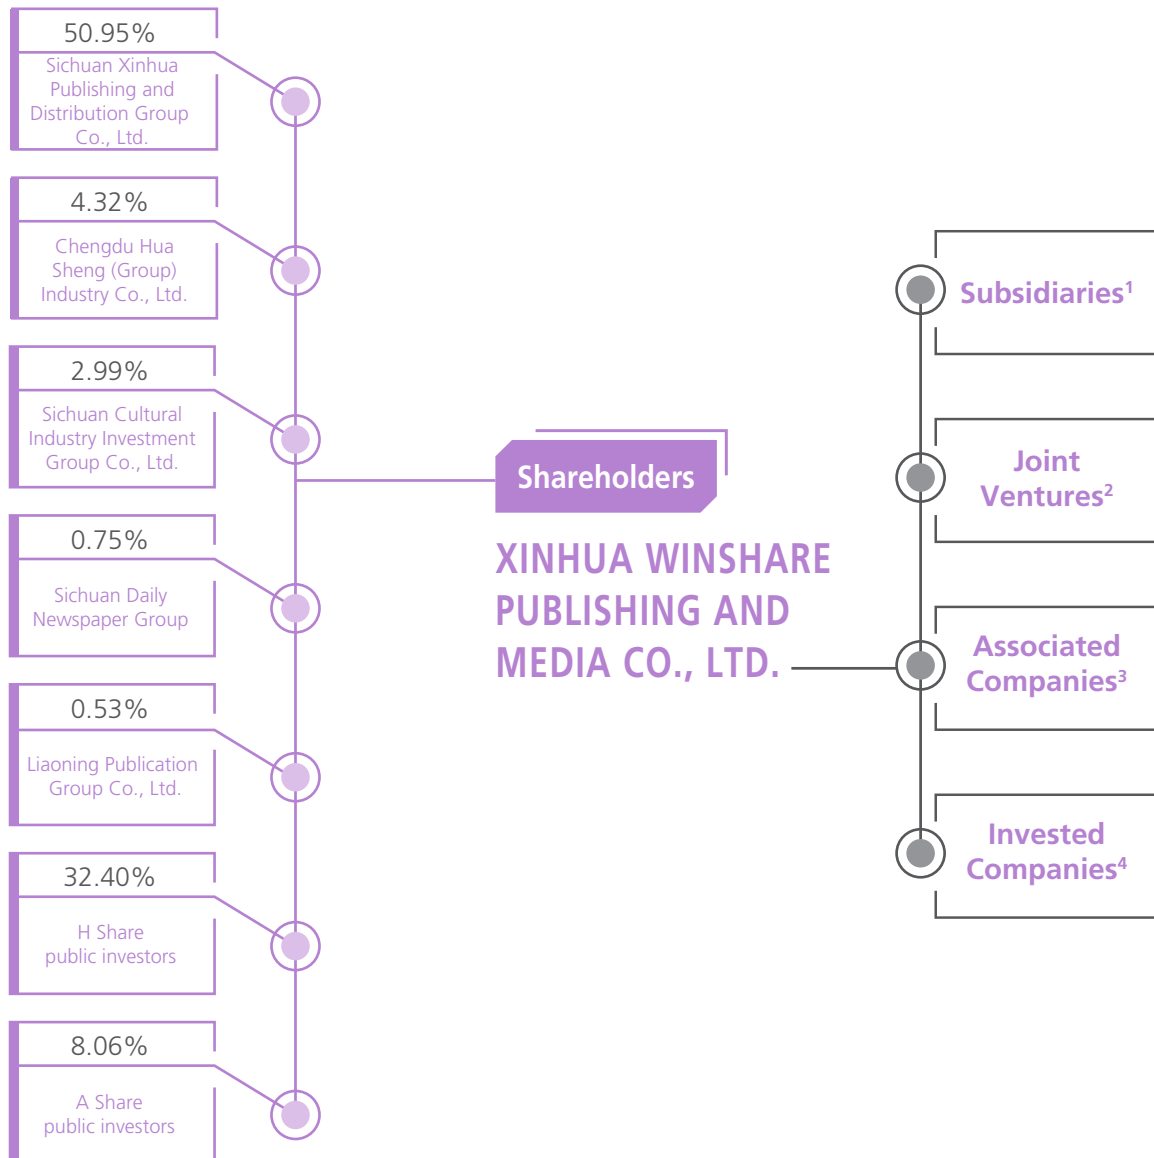 50.95%
Sichuan Xinhua
Publishing and
Distribution Group
Co., Ltd.
4.32%
Chengdu Hua
Sheng (Group)
Industry Co., Ltd.
2.99%
Sichuan Cultural
Industry Investment
Group Co., Ltd.
0.75%
Sichuan Daily
Newspaper Group
0.53%
Liaoning Publication
Group Co., Ltd.
32.40%
H Share
public investors
8.06%
A Share
public investors
Shareholders
XINHUA WINSHARE
PUBLISHING AND
MEDIA CO., LTD.
Subsidiaries¹
Joint
Ventures²
Associated
Companies³
Invested
Companies⁴